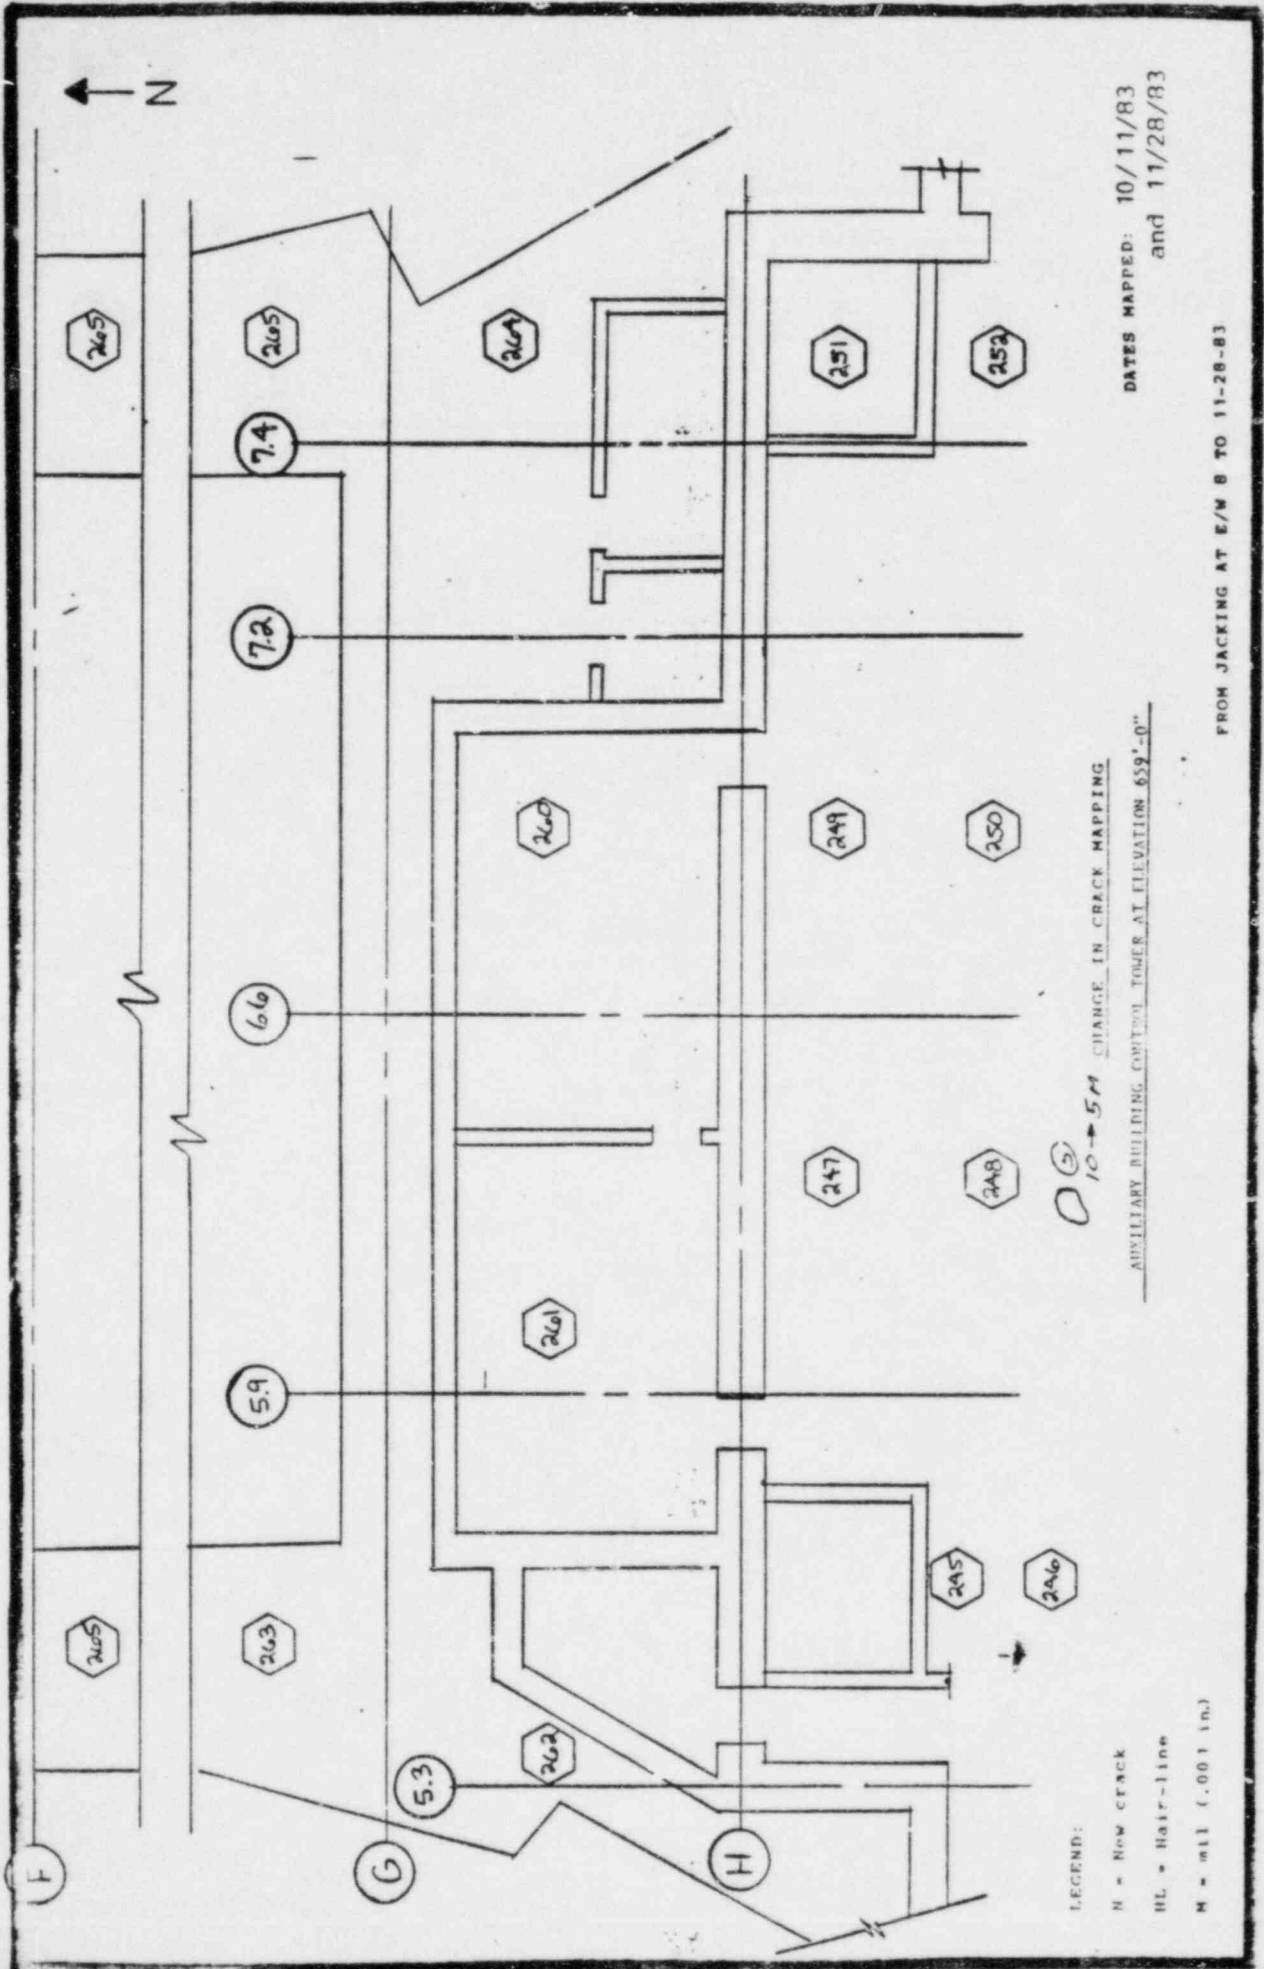 N
F
G
H
5.3
5.9
6.6
7.2
7.4
265
263
265
265
262
261
260
264
245
246
247
248
249
250
251
252
LEGEND:
N = New crack
HL = Hair-line
M = mil (.001 in.)
10→5M CHANGE IN CRACK MAPPING
AUXILIARY BUILDING CONTROL TOWER AT ELEVATION 659'-0"
DATES MAPPED: 10/11/83
and 11/28/83
FROM JACKING AT E/W 8 TO 11-28-83